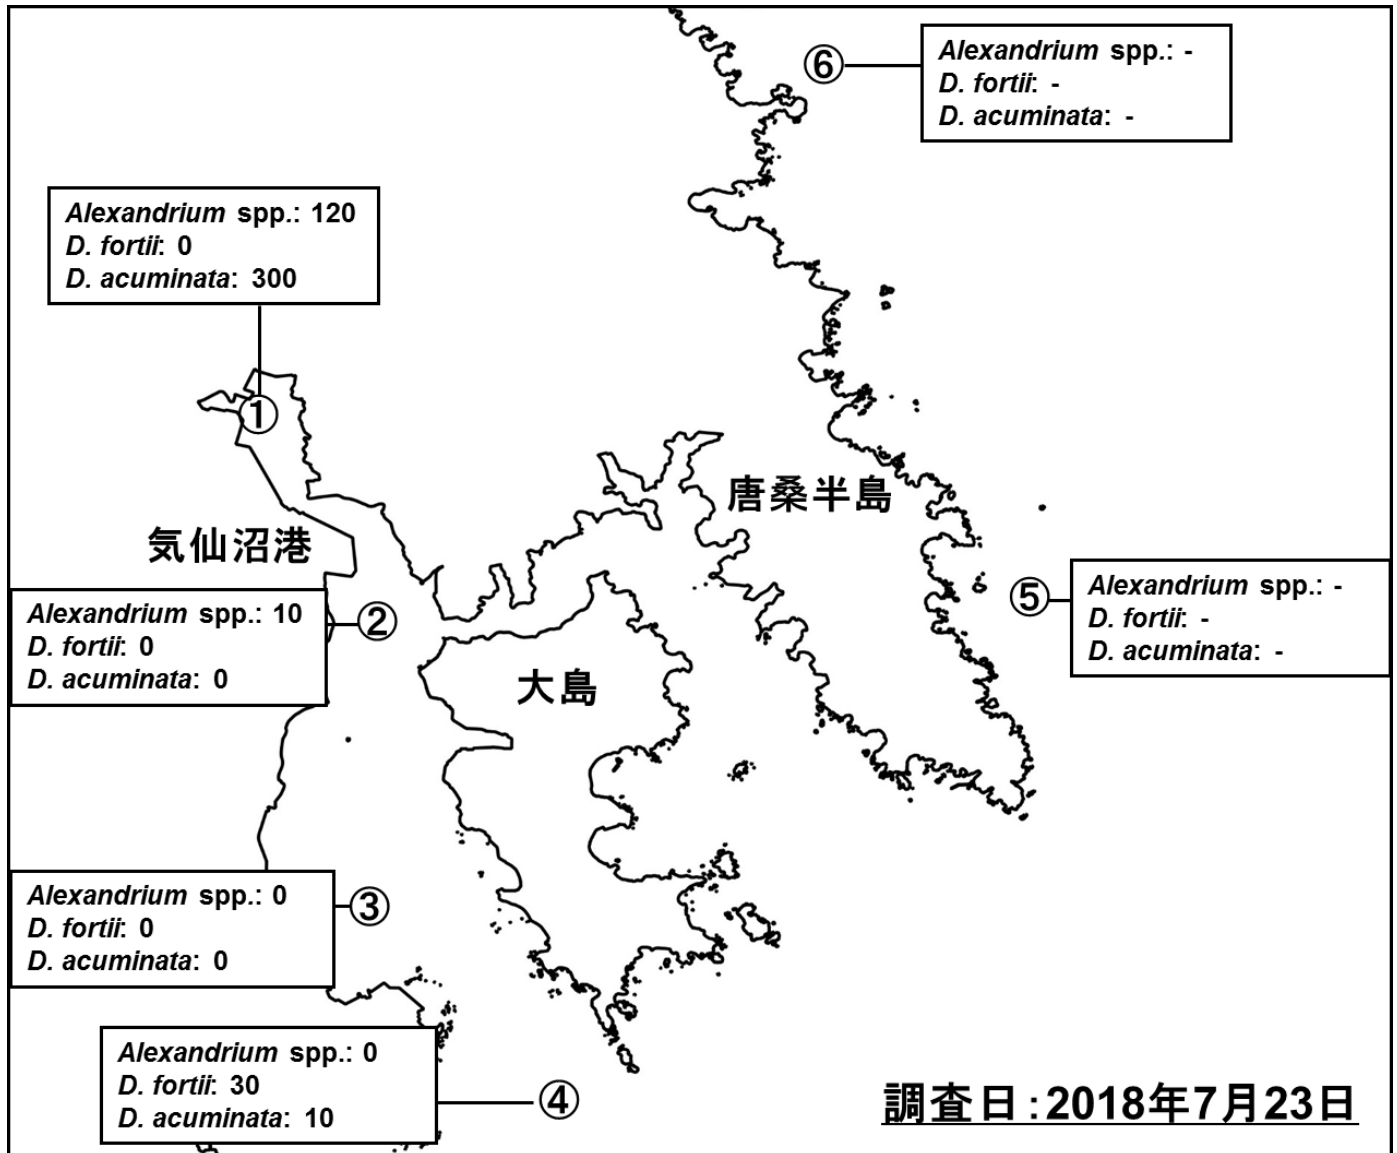 ⑥
Alexandrium spp.: -
D. fortii: -
D. acuminata: -
Alexandrium spp.: 120
D. fortii: 0
D. acuminata: 300
①
唐桑半島
気仙沼港
Alexandrium spp.: 10
D. fortii: 0
D. acuminata: 0
②
⑤
Alexandrium spp.: -
D. fortii: -
D. acuminata: -
大島
Alexandrium spp.: 0
D. fortii: 0
D. acuminata: 0
③
Alexandrium spp.: 0
D. fortii: 30
D. acuminata: 10
④
調査日:2018年7月23日